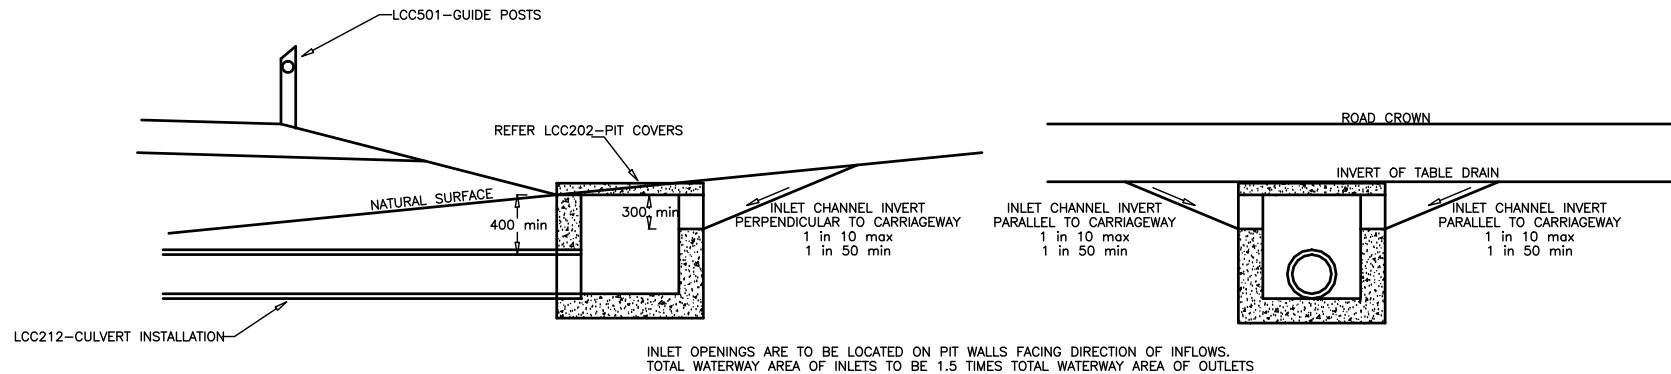 LCC501-GUIDE POSTS
REFER LCC202-PIT COVERS
ROAD CROWN
INVERT OF TABLE DRAIN
NATURAL SURFACE
400 min
300 min
INLET CHANNEL INVERT
PERPENDICULAR TO CARRIAGEWAY
1 in 10 max
1 in 50 min
INLET CHANNEL INVERT
PARALLEL TO CARRIAGEWAY
1 in 10 max
1 in 50 min
INLET CHANNEL INVERT
PARALLEL TO CARRIAGEWAY
1 in 10 max
1 in 50 min
LCC212-CULVERT INSTALLATION
INLET OPENINGS ARE TO BE LOCATED ON PIT WALLS FACING DIRECTION OF INFLOWS.
TOTAL WATERWAY AREA OF INLETS TO BE 1.5 TIMES TOTAL WATERWAY AREA OF OUTLETS